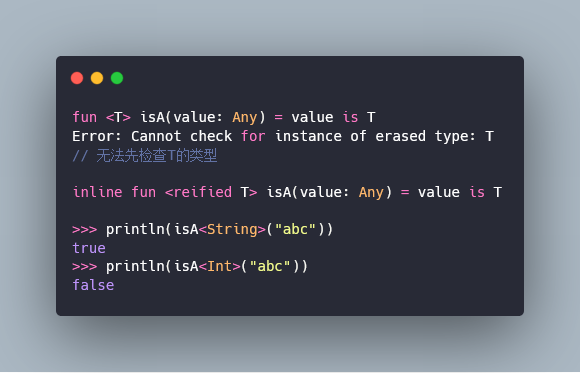 fun <T> isA(value: Any) = value is T
Error: Cannot check for instance of erased type: T
// 无法先检查T的类型
inline fun <reified T> isA(value: Any) = value is T
>>> println(isA<String>("abc"))
true
>>> println(isA<Int>("abc"))
false